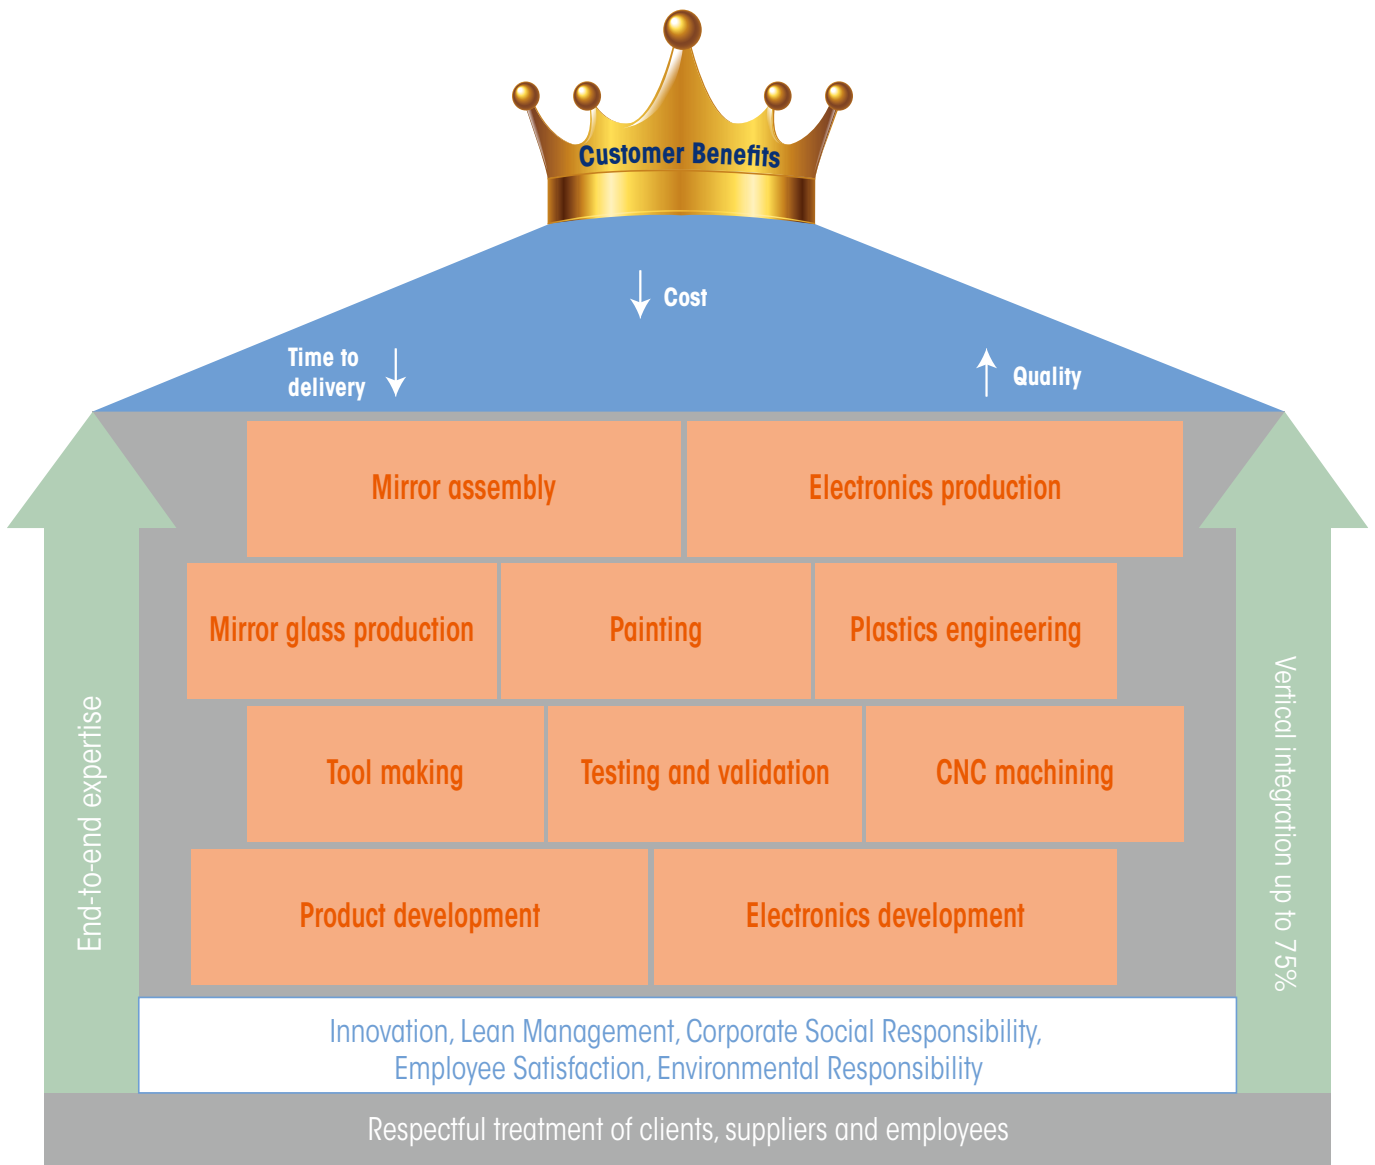 Customer Benefits
Cost
Time to
delivery
Quality
Mirror assembly
Electronics production
Mirror glass production
Painting
Plastics engineering
Tool making
Testing and validation
CNC machining
Product development
Electronics development
End-to-end expertise
Vertical integration up to 75%
Innovation, Lean Management, Corporate Social Responsibility,
Employee Satisfaction, Environmental Responsibility
Respectful treatment of clients, suppliers and employees